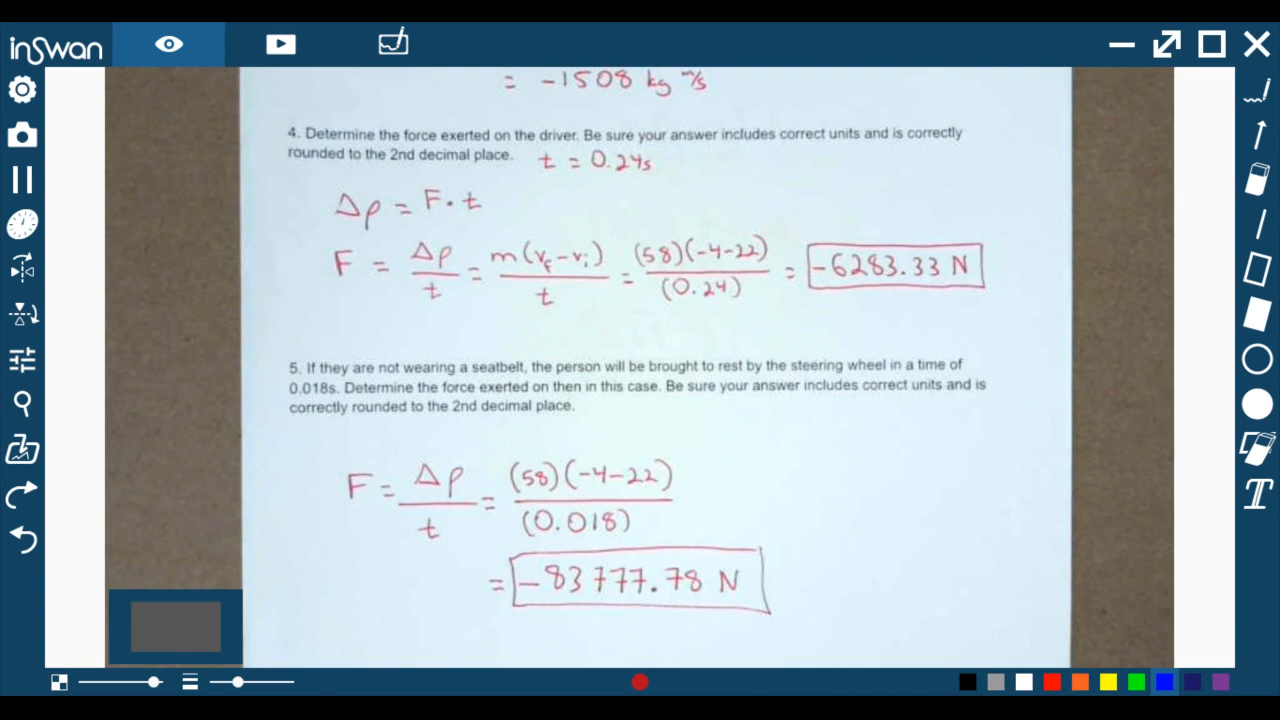 inswan
= -1508 kg m/s
4. Determine the force exerted on the driver. Be sure your answer includes correct units and is correctly
rounded to the 2nd decimal place. t = 0.24s
Δρ = F·t
F = Δρ/t = m(vf-vi)/t = (58)(-4-22)/(0.24) = -6283.33 N
5. If they are not wearing a seatbelt, the person will be brought to rest by the steering wheel in a time of
0.018s. Determine the force exerted on then in this case. Be sure your answer includes correct units and is
correctly rounded to the 2nd decimal place.
F = Δρ/t = (58)(-4-22)/(0.018)
= -83777.78 N
T